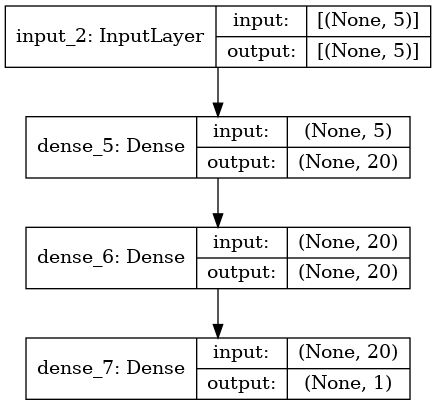 input_2: InputLayer
input: [(None, 5)]
output: [(None, 5)]
dense_5: Dense
input: (None, 5)
output: (None, 20)
dense_6: Dense
input: (None, 20)
output: (None, 20)
dense_7: Dense
input: (None, 20)
output: (None, 1)